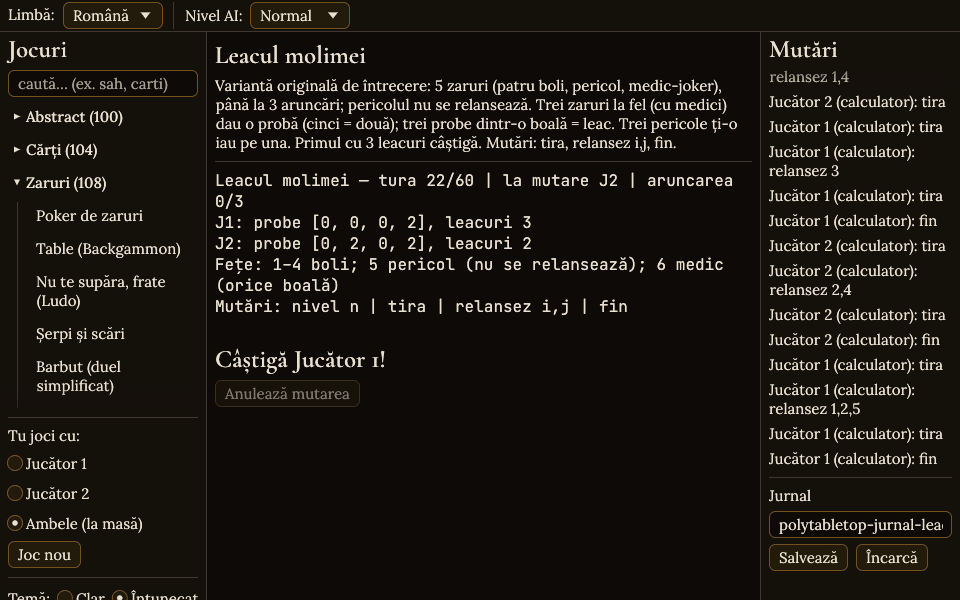 Limbă: Română Nivel AI: Normal
Jocuri
caută... (ex. sah, carti)
Abstract (100)
Cărți (104)
Zaruri (108)
Poker de zaruri
Table (Backgammon)
Nu te supăra, frate
(Ludo)
Șerpi și scări
Barbut (duel
simplificat)
Tu joci cu:
Jucător 1
Jucător 2
Ambele (la masă)
Joc nou
Temă: Clar Întunecat
Leacul molimei
Variantă originală de întrecere: 5 zaruri (patru boli, pericol, medic-joker),
până la 3 aruncări; pericolul nu se relansează. Trei zaruri la fel (cu medici)
dau o probă (cinci = două); trei probe dintr-o boală = leac. Trei pericole ți-o
iau pe una. Primul cu 3 leacuri câștigă. Mutări: tira, relansez i,j, fin.
Leacul molimei — tura 22/60 | la mutare J2 | aruncarea
0/3
J1: probe [0, 0, 0, 2], leacuri 3
J2: probe [0, 2, 0, 2], leacuri 2
Fețe: 1-4 boli; 5 pericol (nu se relansează); 6 medic
(orice boală)
Mutări: nivel n | tira | relansez i,j | fin
Câștigă Jucător 1!
Anulează mutarea
Mutări
relansez 1,4
Jucător 2 (calculator): tira
Jucător 1 (calculator): tira
Jucător 1 (calculator):
relansez 3
Jucător 1 (calculator): tira
Jucător 1 (calculator): fin
Jucător 2 (calculator): tira
Jucător 2 (calculator):
relansez 2,4
Jucător 2 (calculator): tira
Jucător 2 (calculator): fin
Jucător 1 (calculator): tira
Jucător 1 (calculator):
relansez 1,2,5
Jucător 1 (calculator): tira
Jucător 1 (calculator): fin
Jurnal
polytabletop-jurnal-leac
Salvează Încarcă